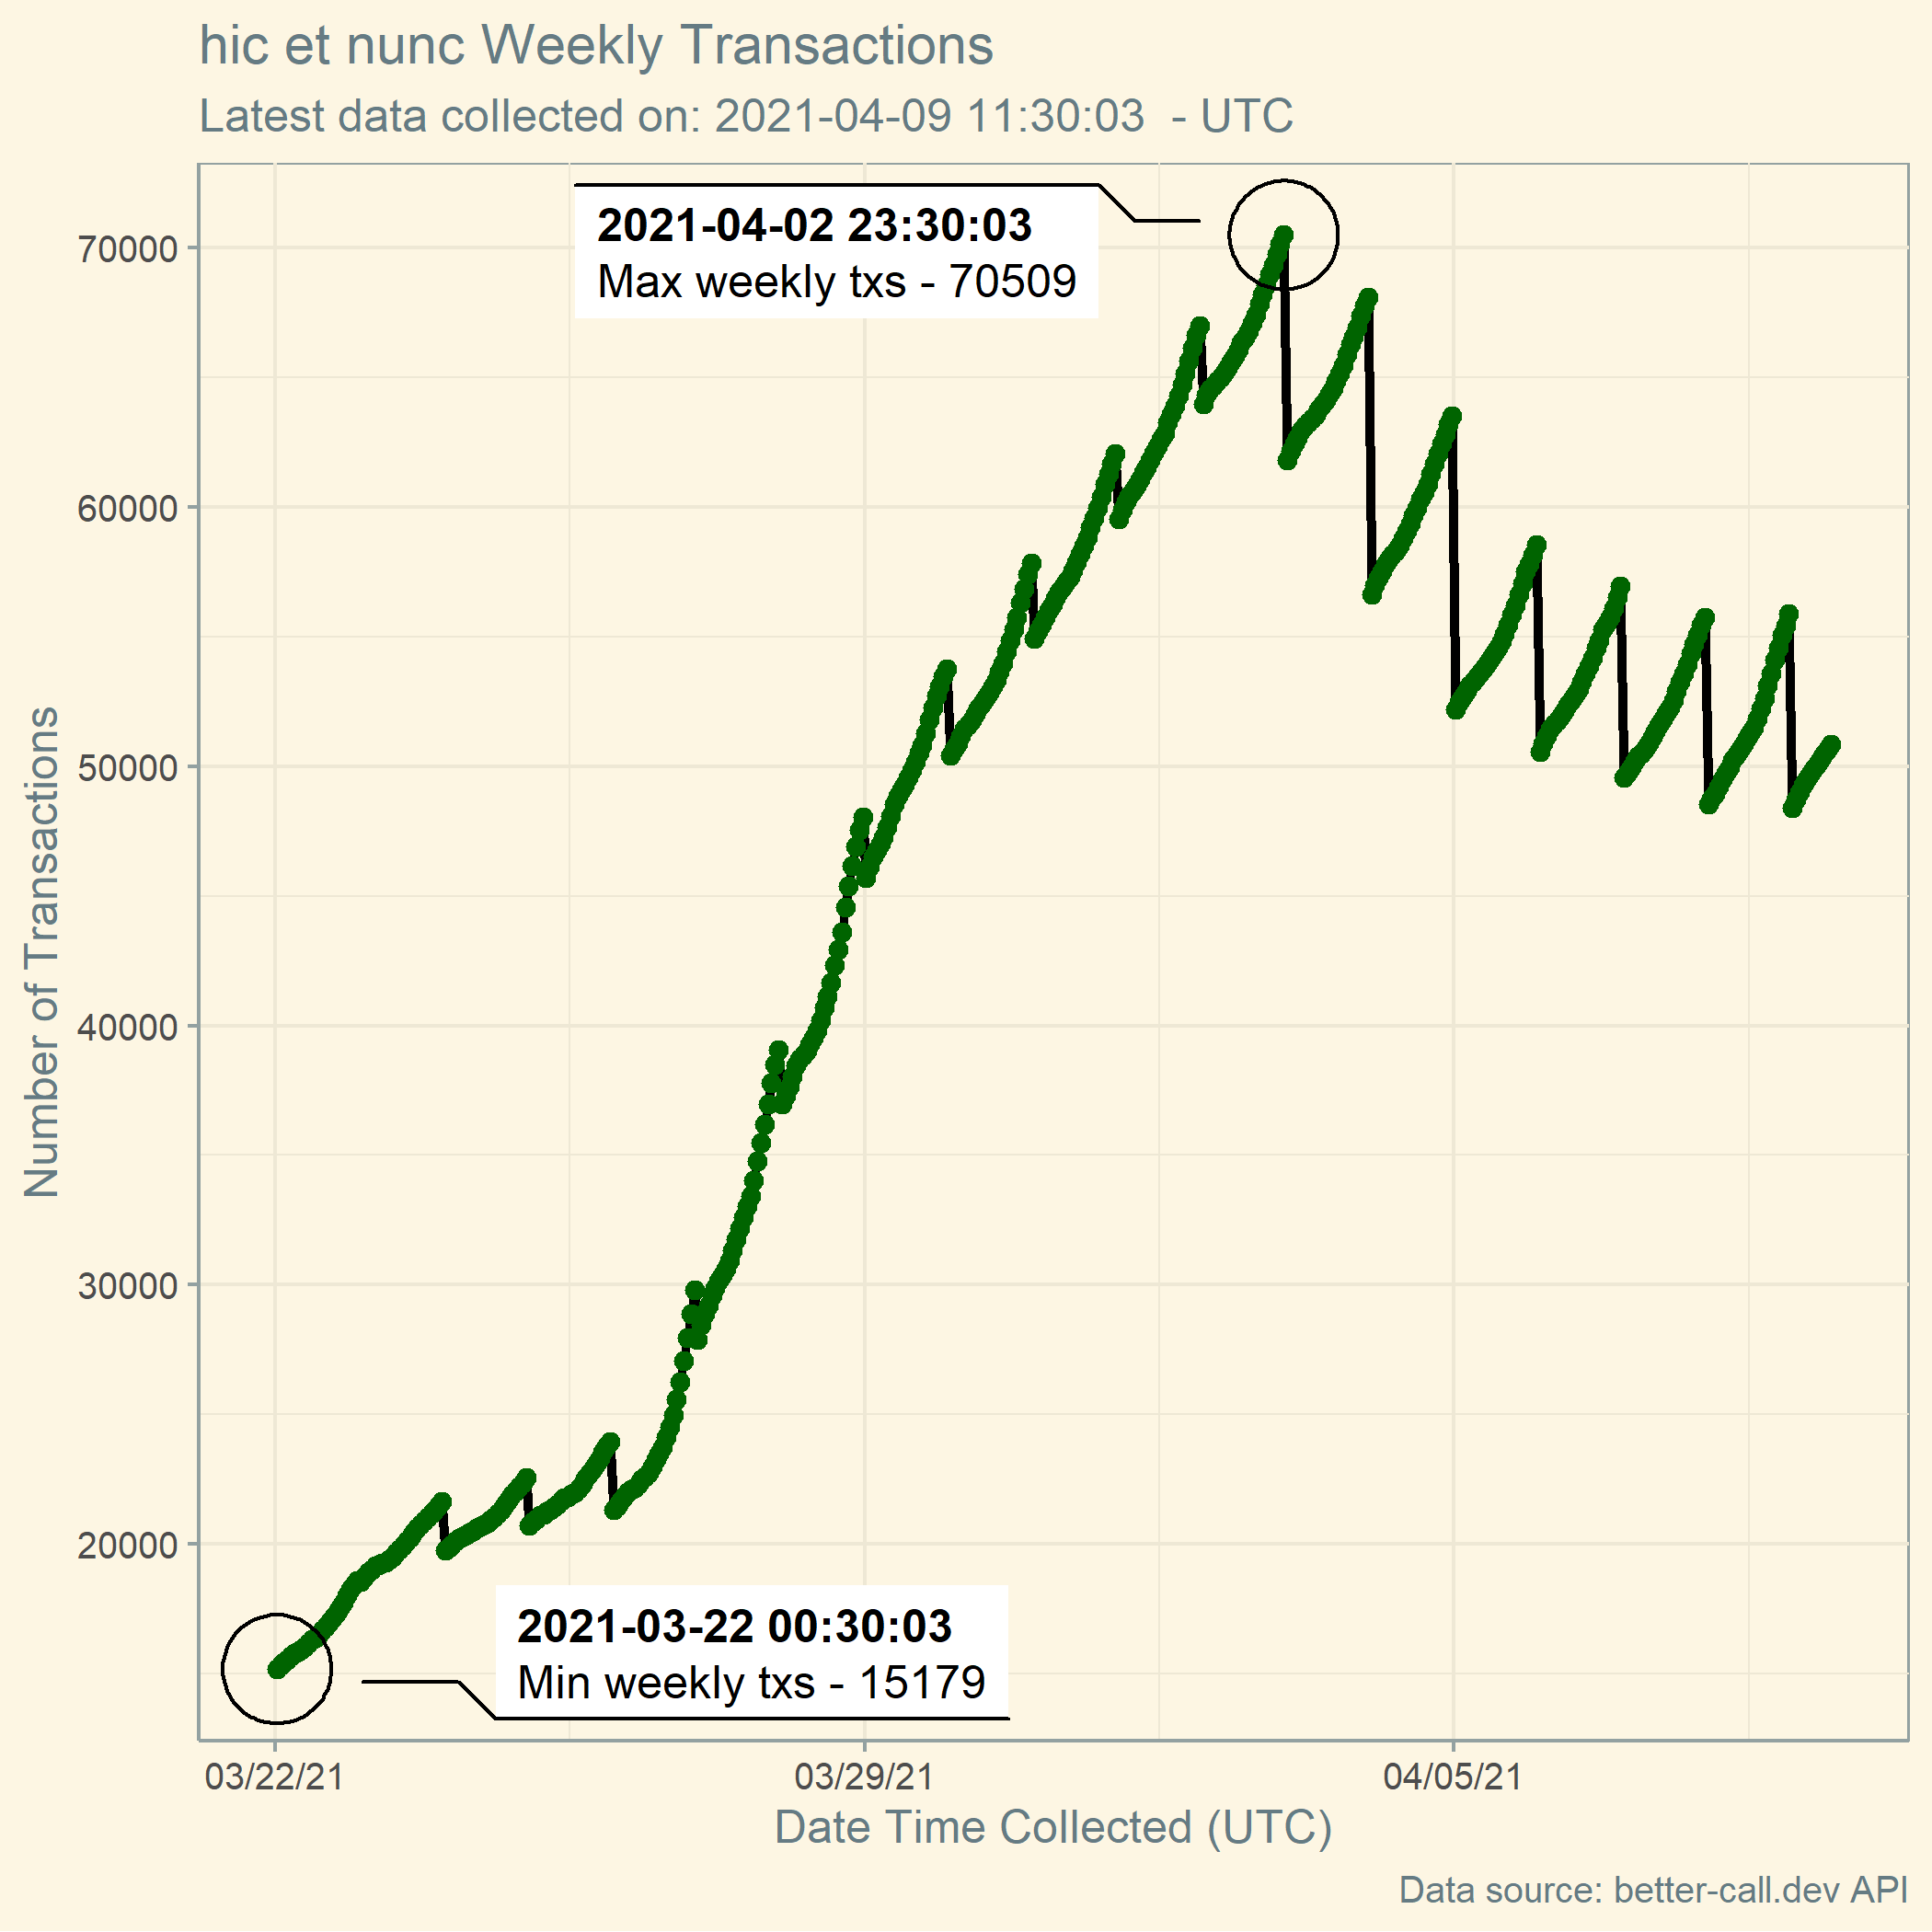 hic et nunc Weekly Transactions
Latest data collected on: 2021-04-09 11:30:03  - UTC
2021-04-02 23:30:03
Max weekly txs - 70509
70000
60000
50000
40000
30000
20000
Number of Transactions
2021-03-22 00:30:03
Min weekly txs - 15179
03/22/21
03/29/21
04/05/21
Date Time Collected (UTC)
Data source: better-call.dev API